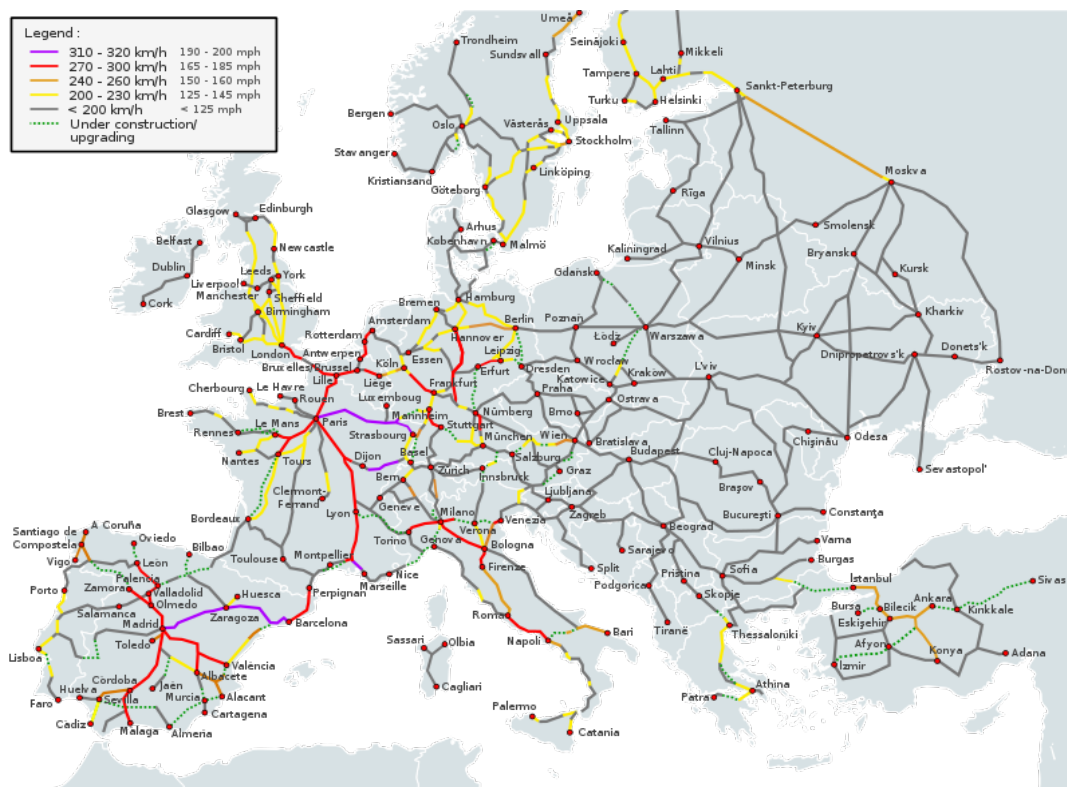 Legend :
310 - 320 km/h 190 - 200 mph
270 - 300 km/h 165 - 185 mph
240 - 260 km/h 150 - 160 mph
200 - 230 km/h 125 - 145 mph
< 200 km/h < 125 mph
Under construction/
upgrading
Umeå
Trondheim
Sundsvall
Seinäjoki
Mikkeli
Tampere
Lahti
Sankt-Peterburg
Turku
Helsinki
Bergen
Oslo
Västerås
Uppsala
Stockholm
Tallinn
Stavanger
Kristiansand
Göteborg
Linköping
Moskva
Rīga
Glasgow
Edinburgh
Arhus
København
Malmö
Smolensk
Belfast
Newcastle
Kaliningrad
Vilnius
Minsk
Bryansk
Dublin
Leeds
York
Liverpool
Manchester
Sheffield
Gdańsk
Kursk
Cork
Birmingham
Bremen
Hamburg
Kharkiv
Cardiff
Bristol
Rotterdam
Amsterdam
Hannover
Berlin
Poznań
Łódź
Warszawa
Kyiv
London
Antwerpen
Bruxelles/Brussel
Lille
Liège
Köln
Essen
Leipzig
Erfurt
Dresden
Wrocław
Katowice
Kraków
L'viv
Dnipropetrovs'k
Donets'k
Rostov-na-Donu
Cherbourg
Le Havre
Rouen
Luxembourg
Frankfurt
Praha
Ostrava
Brest
Rennes
Le Mans
Paris
Mannheim
Strasbourg
Stuttgart
Nürnberg
Brno
Nantes
Tours
Dijon
Basel
München
Wien
Bratislava
Budapest
Chișinău
Odesa
Bern
Zürich
Innsbruck
Salzburg
Graz
Cluj-Napoca
Sevastopol'
Clermont-
Ferrand
Geneve
Ljubljana
Zagreb
Brașov
Bordeaux
Lyon
Milano
Torino
Verona
Venezia
Beograd
București
Constanța
Santiago de
Compostela
A Coruña
Oviedo
Bilbao
Toulouse
Montpellier
Genova
Bologna
Sarajevo
Varna
Vigo
León
Nice
Marseille
Firenze
Split
Burgas
Palencia
Zamora
Valladolid
Olmedo
Huesca
Perpignan
Podgorica
Pristina
Sofia
Porto
Salamanca
Madrid
Zaragoza
Barcelona
Roma
Skopje
İstanbul
Ankara
Sivas
Toledo
Sassari
Olbia
Napoli
Bari
Tiranë
Thessaloniki
Bursa
Bilecik
Eskişehir
Kırıkkale
Lisboa
València
Albacete
Afyon
Konya
Adana
Córdoba
Huelva
Sevilla
Jaén
Murcia
Alacant
Cagliari
İzmir
Faro
Cartagena
Palermo
Patra
Athina
Cádiz
Málaga
Almeria
Catania